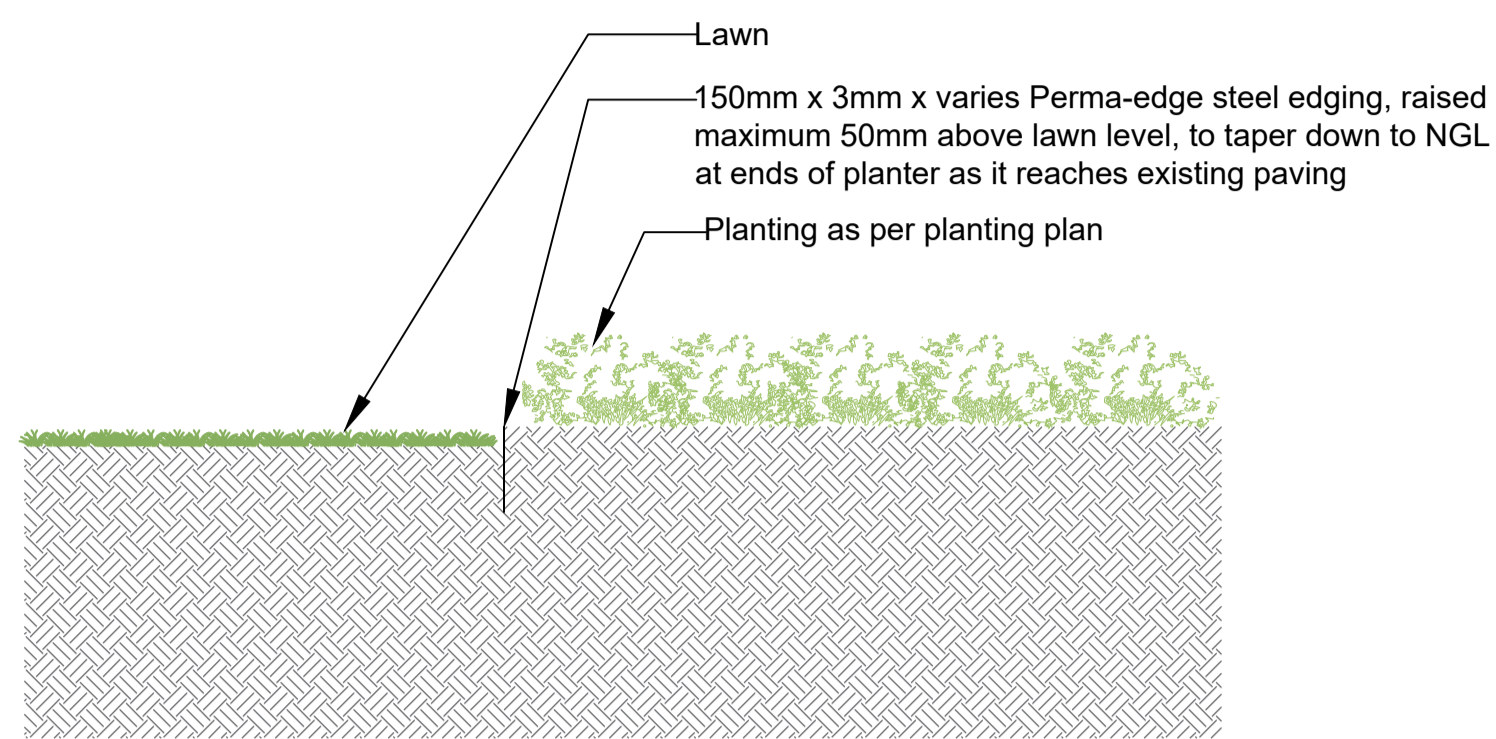 Lawn
150mm x 3mm x varies Perma-edge steel edging, raised
maximum 50mm above lawn level, to taper down to NGL
at ends of planter as it reaches existing paving
Planting as per planting plan